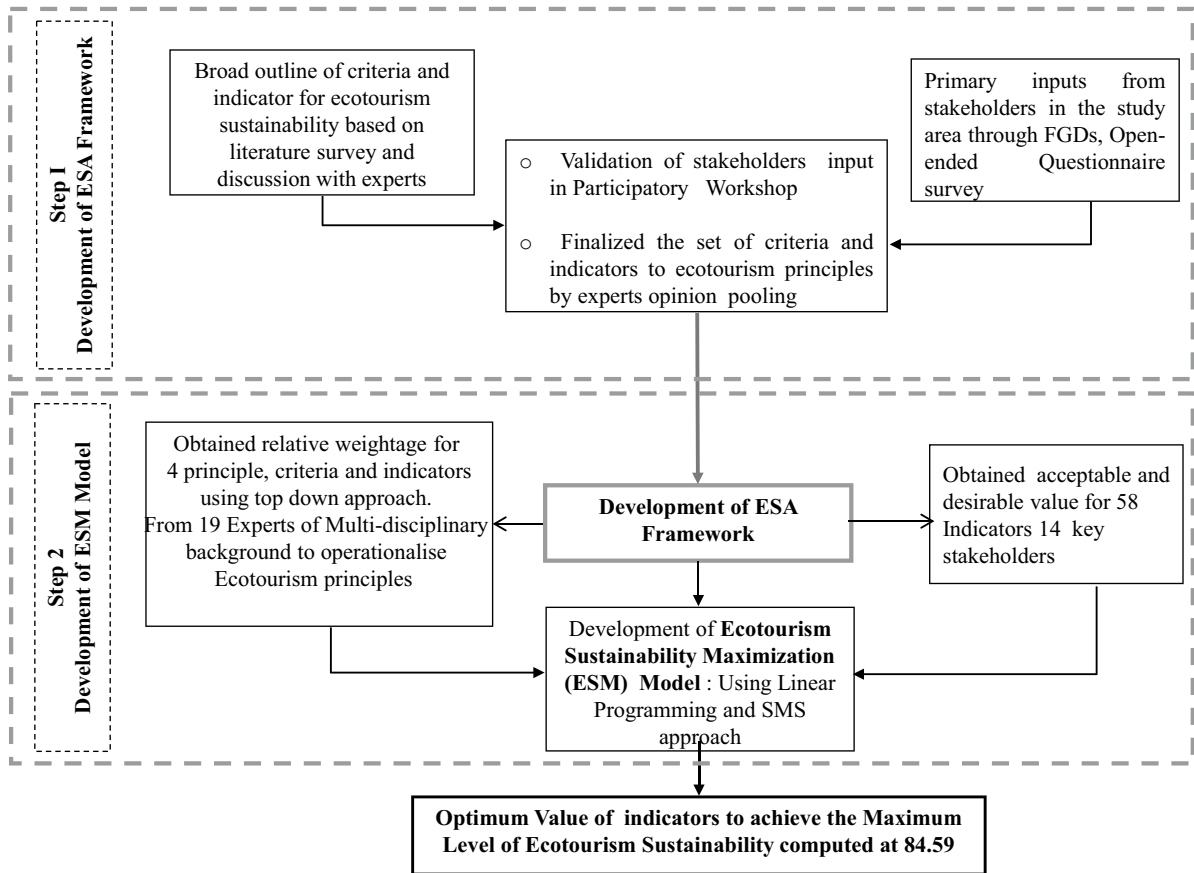 Step I
Development of ESA Framework
Broad outline of criteria and
indicator for ecotourism
sustainability based on
literature survey and
discussion with experts
o Validation of stakeholders input
in Participatory Workshop
o Finalized the set of criteria and
indicators to ecotourism principles
by experts opinion pooling
Primary inputs from
stakeholders in the study
area through FGDs, Open-
ended Questionnaire
survey
Step 2
Development of ESM Model
Obtained relative weightage for
4 principle, criteria and indicators
using top down approach.
From 19 Experts of Multi-disciplinary
background to operationalise
Ecotourism principles
Development of ESA
Framework
Obtained acceptable and
desirable value for 58
Indicators 14 key
stakeholders
Development of Ecotourism
Sustainability Maximization
(ESM) Model : Using Linear
Programming and SMS
approach
Optimum Value of indicators to achieve the Maximum
Level of Ecotourism Sustainability computed at 84.59